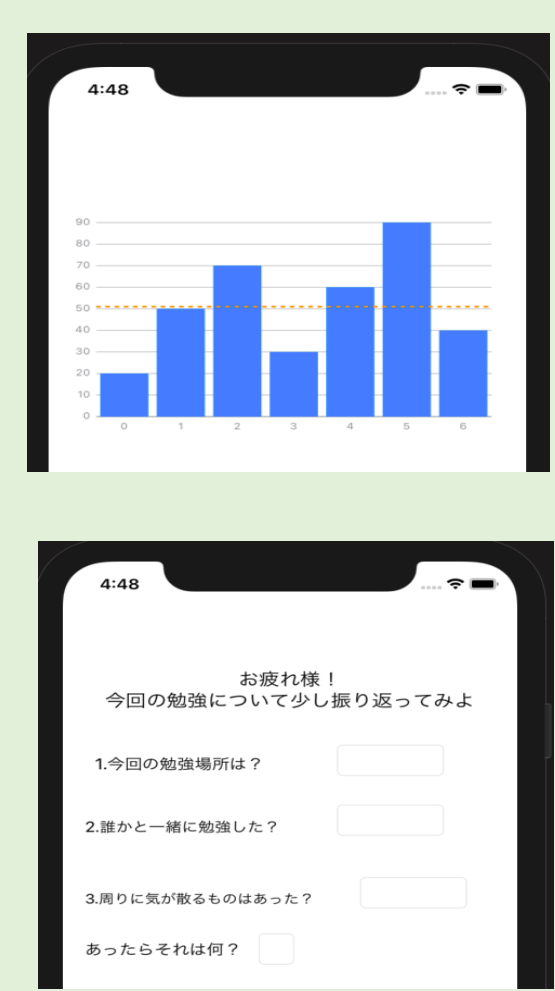 4:48
90
80
70
60
50
40
30
20
10
0
0 1 2 3 4 5 6
4:48
お疲れ様！
今回の勉強について少し振り返ってみよ
1.今回の勉強場所は？
2.誰かと一緒に勉強した？
3.周りに気が散るものはあった？
あったらそれは何？